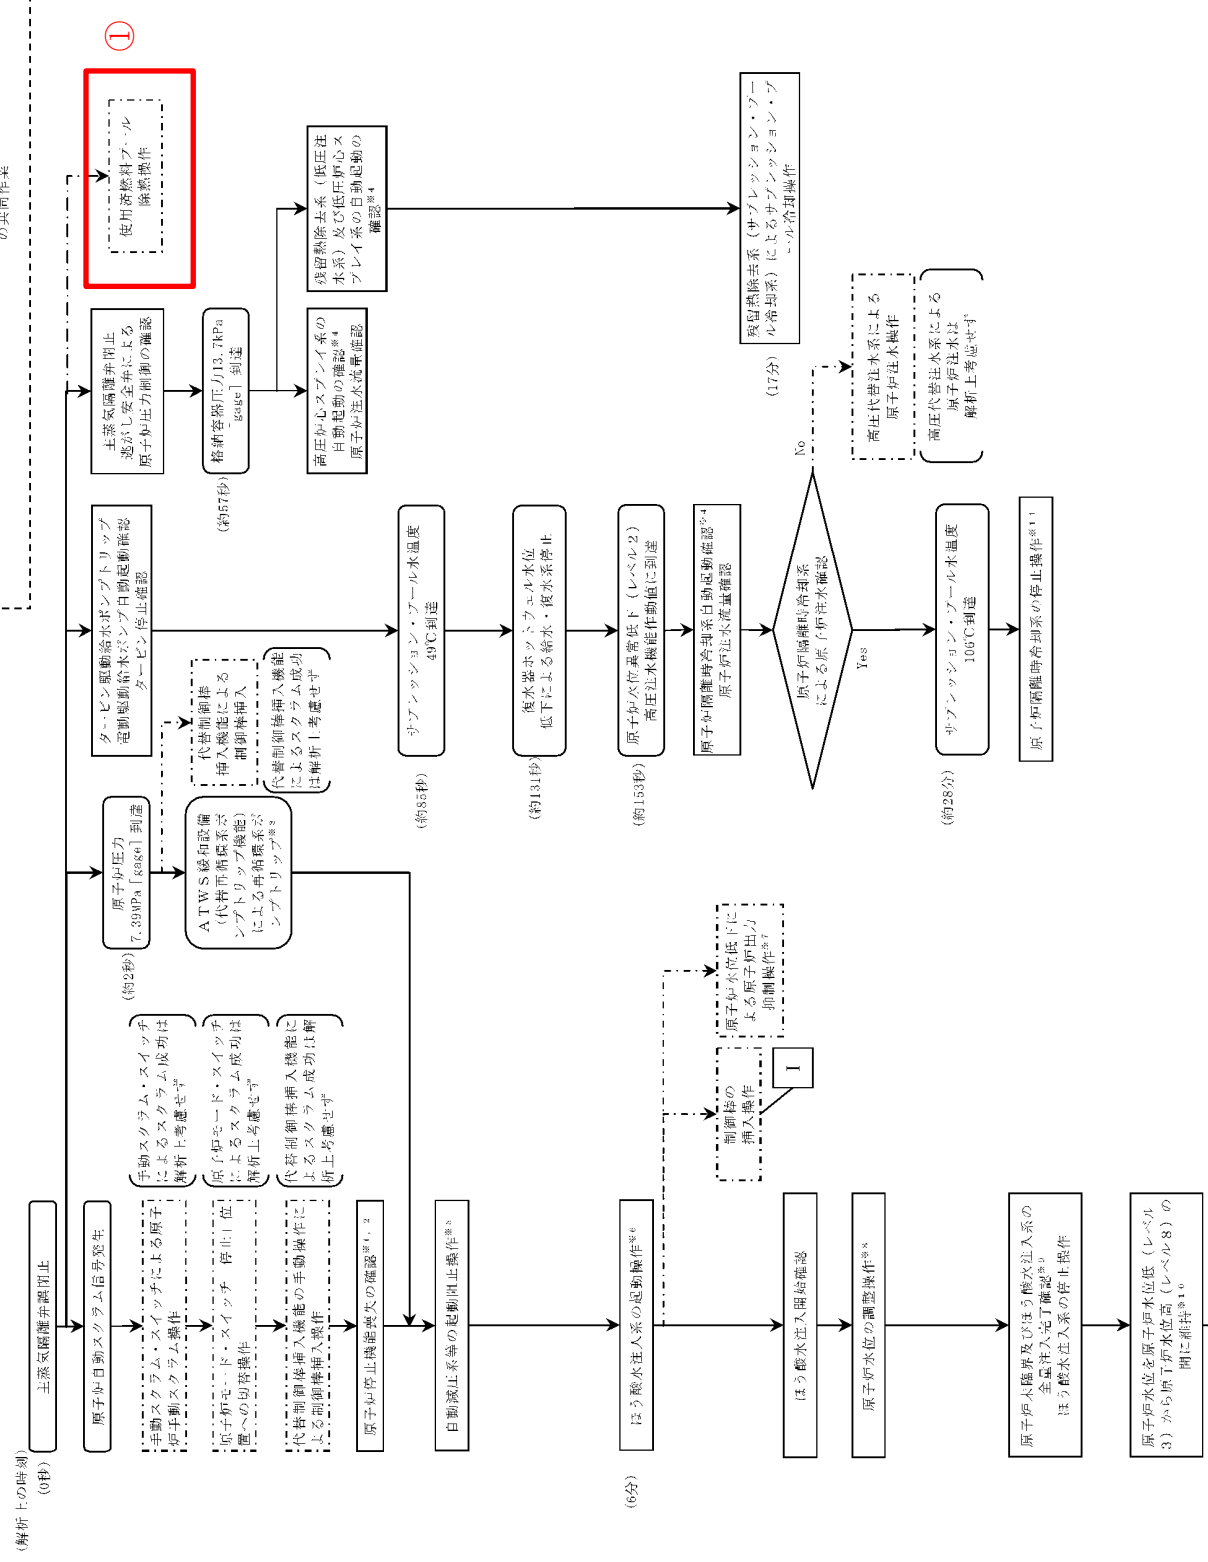 の共同作業
①
(解析上の時刻)
(0秒)
主蒸気隔離弁誤閉止
原子炉自動スクラム信号発生
手動スクラム・スイッチによる原子
炉手動スクラム操作
手動スクラム・スイッチ
によるスクラム成功は
解析上考慮せず
原子炉モード・スイッチ「停止」位
置への切替操作
原子炉モード・スイッチ
によるスクラム成功は
解析上考慮せず
代替制御棒挿入機能の手動操作に
よる制御棒挿入操作
代替制御棒挿入機能に
よるスクラム成功は解
析上考慮せず
原子炉停止機能喪失の確認※1,2
自動減圧系等の起動阻止操作※5
(6分)
ほう酸水注入系の起動操作※6
制御棒の
挿入操作
I
原子炉水位低下に
よる原子炉出力
抑制操作※7
ほう酸水注入開始確認
原子炉水位の調整操作※8
原子炉未臨界及びほう酸水注入系の
全量注入完了確認※9
ほう酸水注入系の停止操作
原子炉水位を原子炉水位低(レベル
3)から原子炉水位高(レベル8)の
間に維持※10
(約2秒)
原子炉圧力
7.39MPa[gage]到達
ATWS緩和設備
(代替再循環系ポ
ンプトリップ機能)
による再循環系ポ
ンプトリップ※3
代替制御棒
挿入機能による
制御棒挿入
代替制御棒挿入機能
によるスクラム成功
は解析上考慮せず
タービン駆動給水ポンプトリップ
電動駆動給水ポンプ自動起動確認
タービン停止確認
(約85秒)
サプレッション・プール水温度
49℃到達
(約131秒)
復水器ホットウェル水位
低下による給水・復水系停止
(約153秒)
原子炉水位異常低下(レベル2)
高圧注水機能作動値に到達
原子炉隔離時冷却系自動起動確認※4
原子炉注水流量確認
原子炉隔離時冷却系
による原子炉注水確認
Yes
No
高圧代替注水系による
原子炉注水操作
高圧代替注水系による
原子炉注水は
解析上考慮せず
(約28分)
サプレッション・プール水温度
106℃到達
原子炉隔離時冷却系の停止操作※11
主蒸気隔離弁閉止
逃がし安全弁による
原子炉圧力制御の確認
(約57秒)
格納容器圧力13.7kPa
[gage]到達
高圧炉心スプレイ系の
自動起動の確認※4
原子炉注水流量確認
残留熱除去系(低圧注
水系)及び低圧炉心ス
プレイ系の自動起動の
確認※4
(17分)
残留熱除去系(サプレッション・プー
ル冷却系)によるサプレッション・プ
ール冷却操作
使用済燃料プール
除熱操作